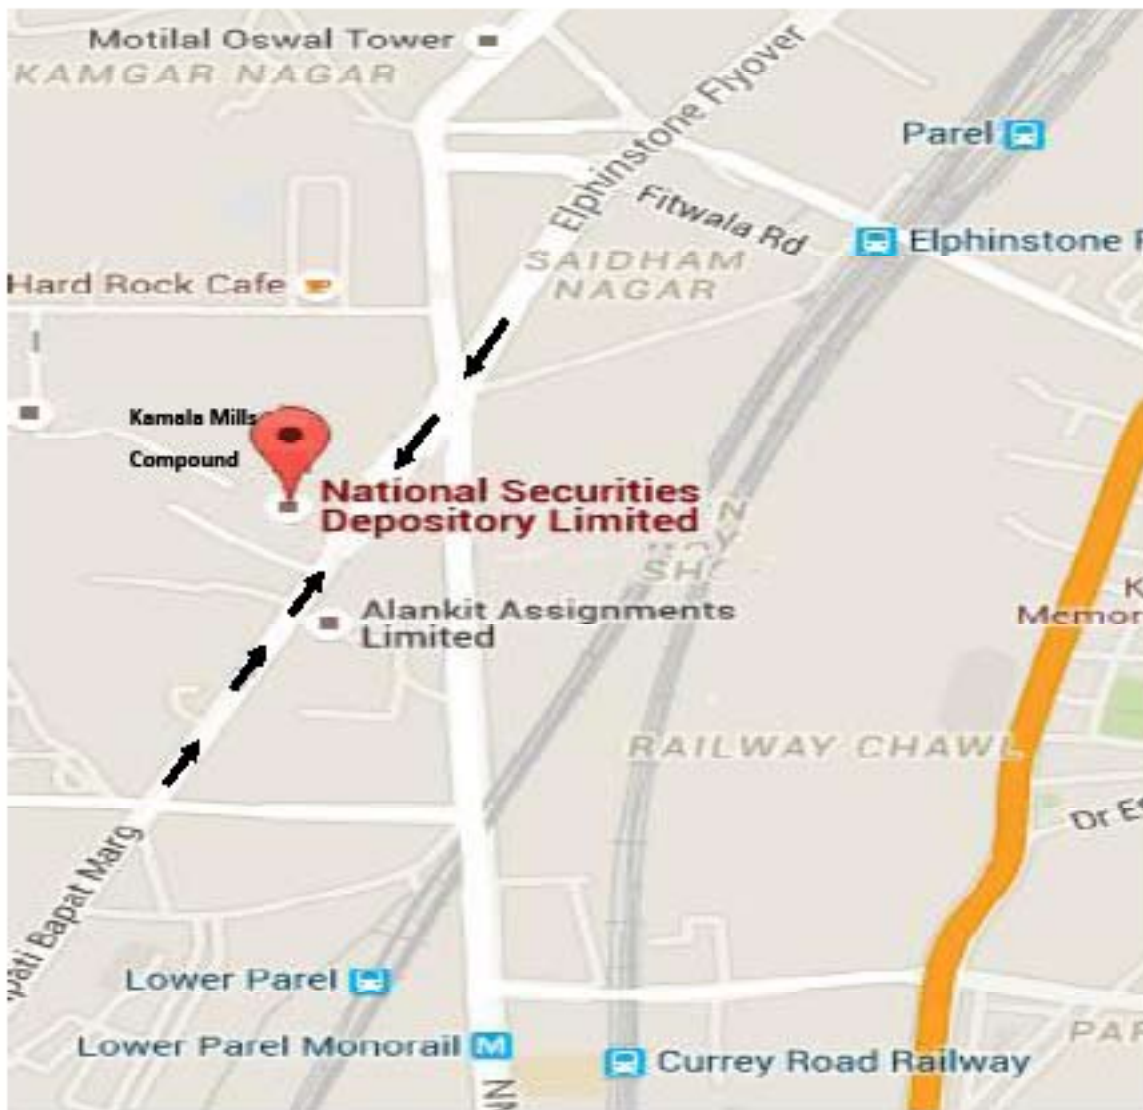 Motilal Oswal Tower
KAMGAR NAGAR
Elphinstone Flyover
Parel
Fitwala Rd
Elphinstone
SAIDHAM
NAGAR
Hard Rock Cafe
Kamala Mills
Compound
National Securities
Depository Limited
Alankit Assignments
Limited
RAILWAY CHAWL
Dr
pati Bapat Marg
Lower Parel
Lower Parel Monorail M
Currey Road Railway